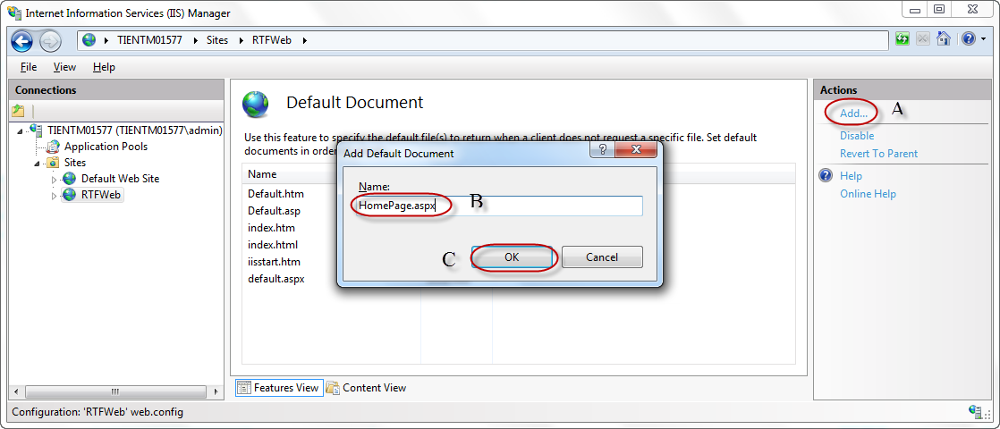 Internet Information Services (IIS) Manager
TIENTM01577 Sites RTFWeb
File View Help
Connections
TIENTM01577 (TIENTM01577\admin)
Application Pools
Sites
Default Web Site
RTFWeb
Default Document
Use this feature to specify the default file(s) to return when a client does not request a specific file. Set default
documents in order
Name
Default.htm
Default.asp
index.htm
index.html
iisstart.htm
default.aspx
Add Default Document
Name:
HomePage.aspx
B
C
OK Cancel
Features View Content View
Actions
Add... A
Disable
Revert To Parent
Help
Online Help
Configuration: 'RTFWeb' web.config